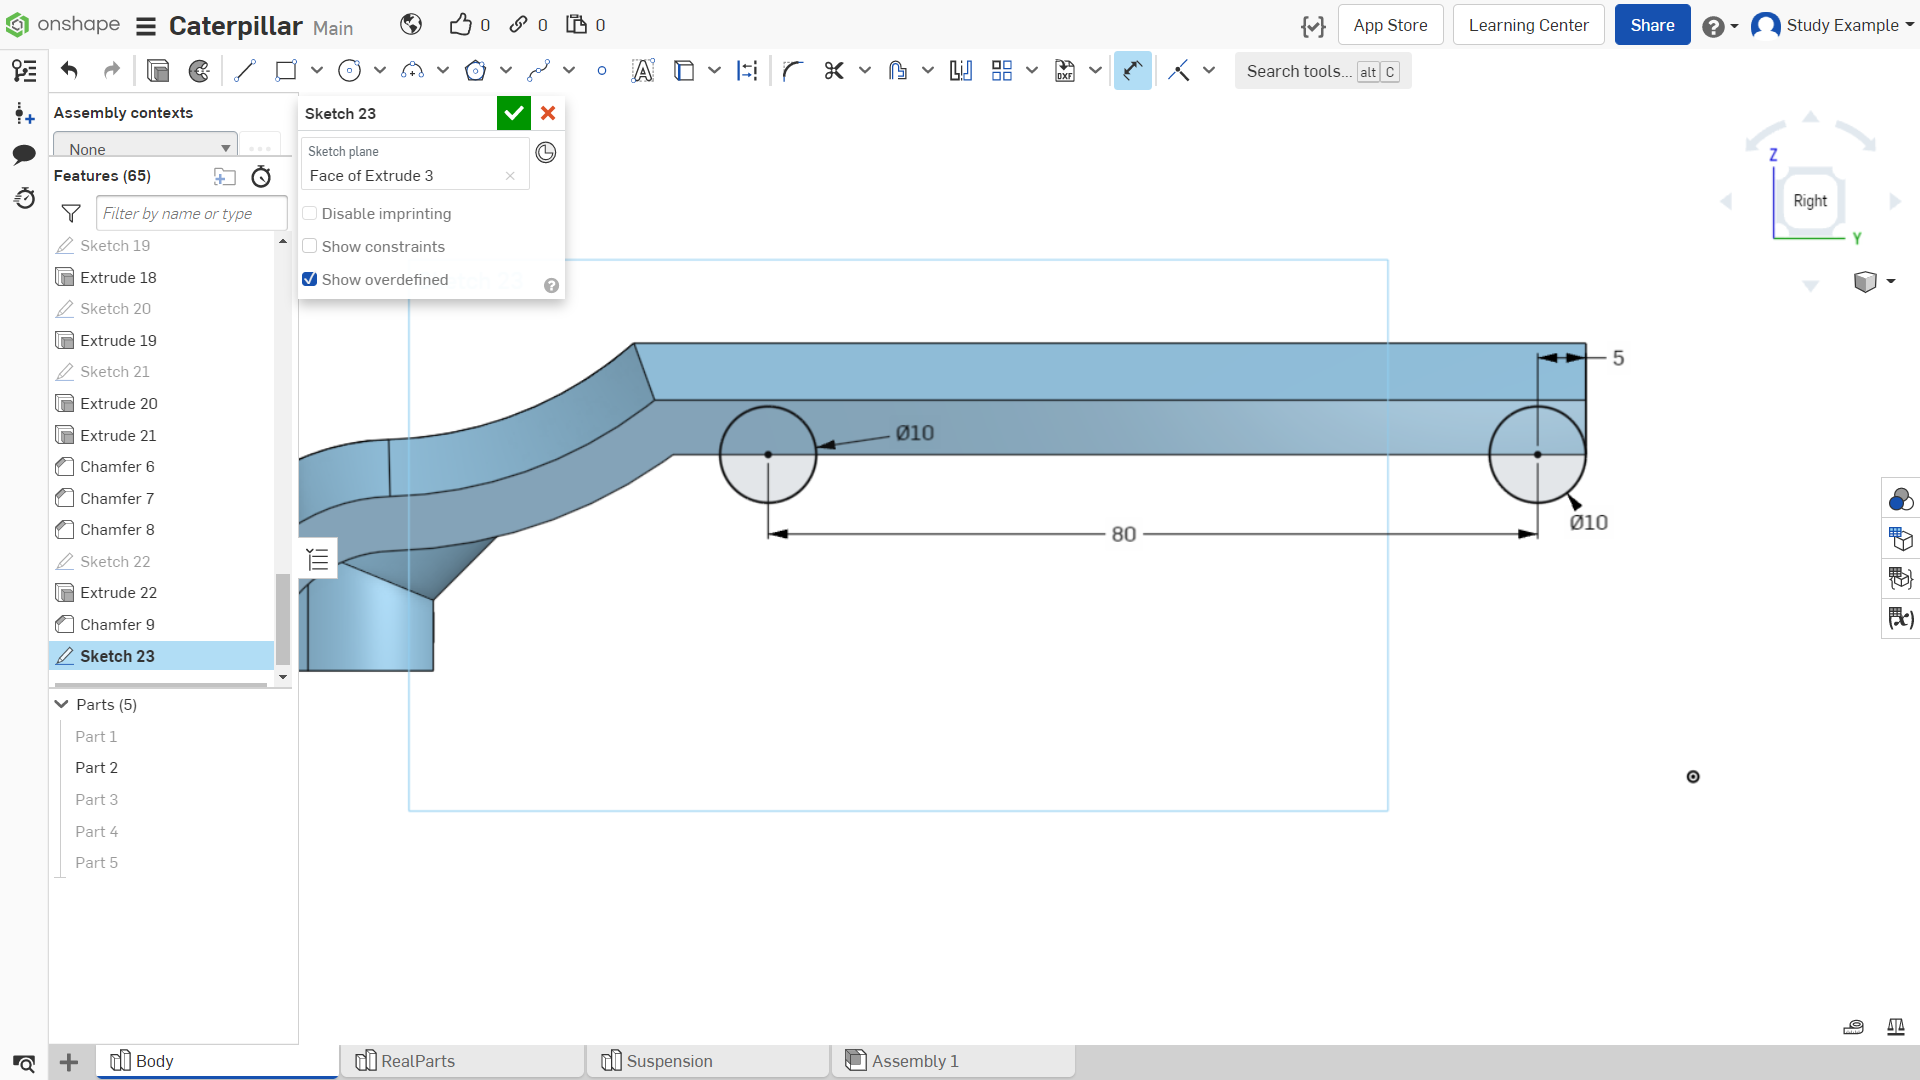 onshape Caterpillar Main 0 0 0 App Store Learning Center Share Study Example
Search tools... alt C
Assembly contexts
None
Features (65)
Filter by name or type
Sketch 19
Extrude 18
Sketch 20
Extrude 19
Sketch 21
Extrude 20
Extrude 21
Chamfer 6
Chamfer 7
Chamfer 8
Sketch 22
Extrude 22
Chamfer 9
Sketch 23
Parts (5)
Part 1
Part 2
Part 3
Part 4
Part 5
Sketch 23
Sketch plane
Face of Extrude 3
Disable imprinting
Show constraints
Show overdefined
5
Ø10
Ø10
80
Z
Right
Y
Body RealParts Suspension Assembly 1